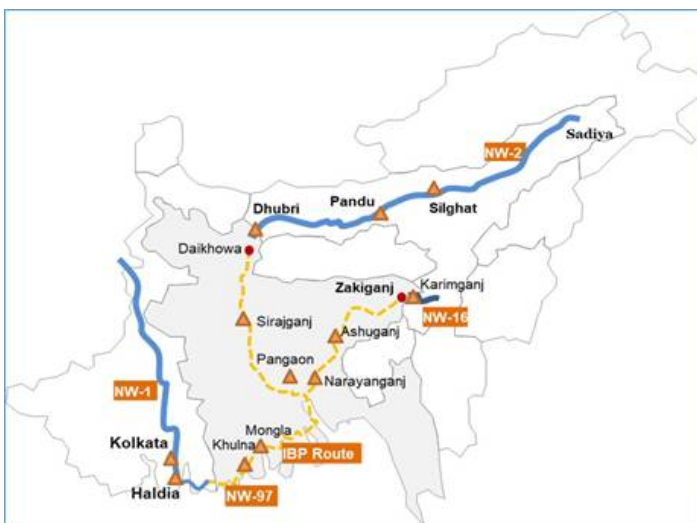 Sadiya
NW-2
Pandu
Silghat
Dhubri
Daikhowa
Zakiganj
Karimganj
NW-16
Sirajganj
Ashuganj
Pangaon
Narayanganj
NW-1
Mongla
Kolkata
Khulna
IBP Route
Haldia
NW-97